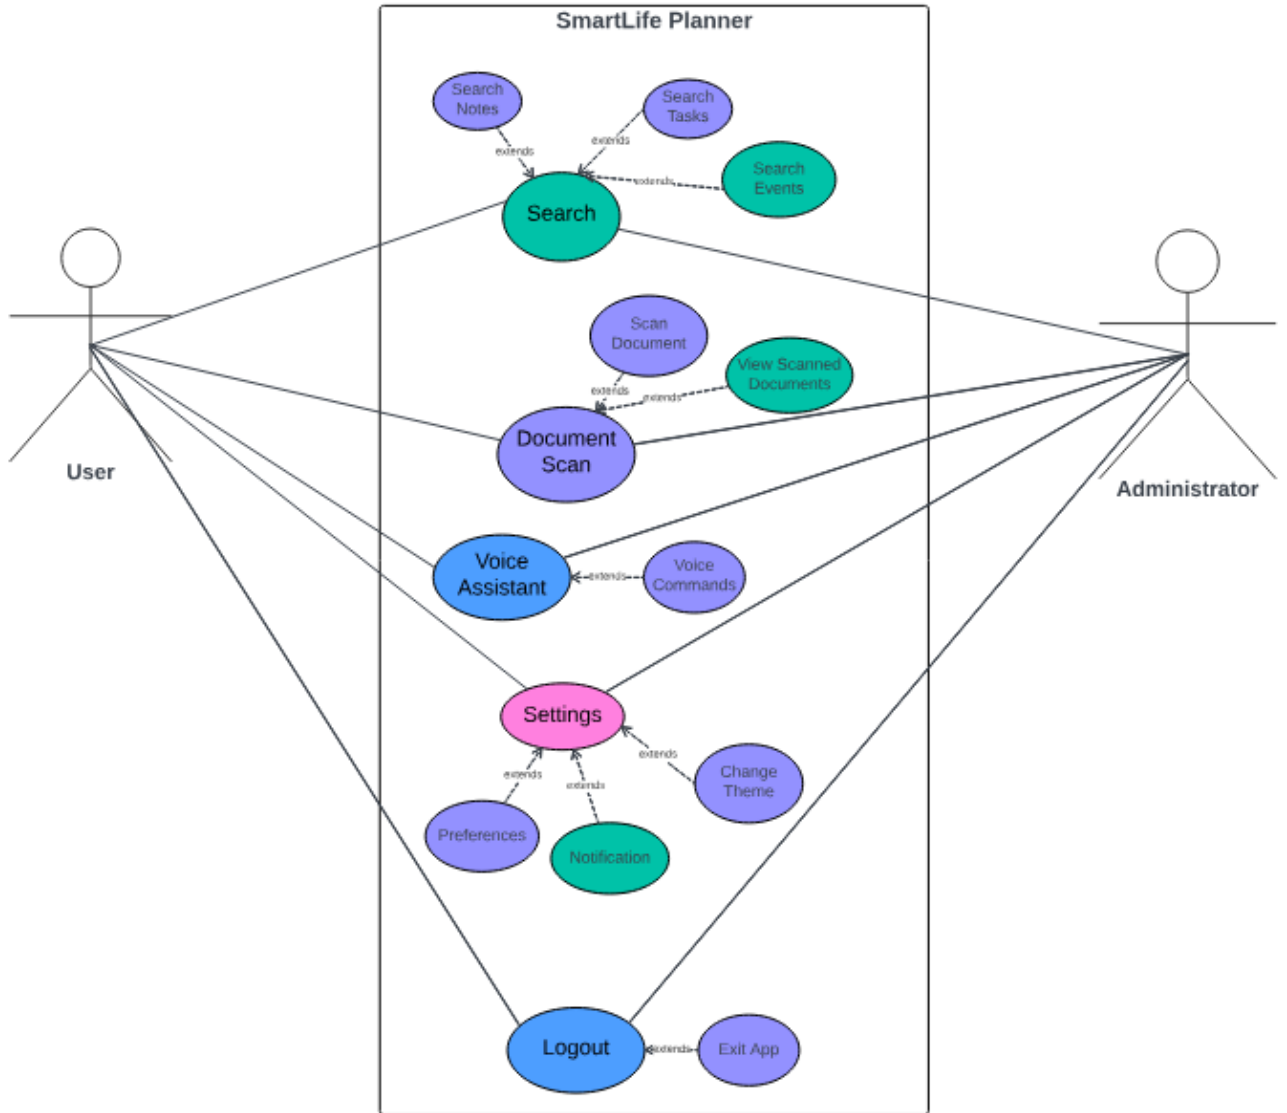 SmartLife Planner
Search
Notes
Search
Tasks
extends
extends
Search
Events
extends
Search
Scan
Document
View Scanned
Documents
extends
extends
Document
Scan
User
Administrator
Voice
Assistant
extends
Voice
Commands
Settings
extends
extends
extends
Change
Theme
Preferences
Notification
Logout
extends
Exit App